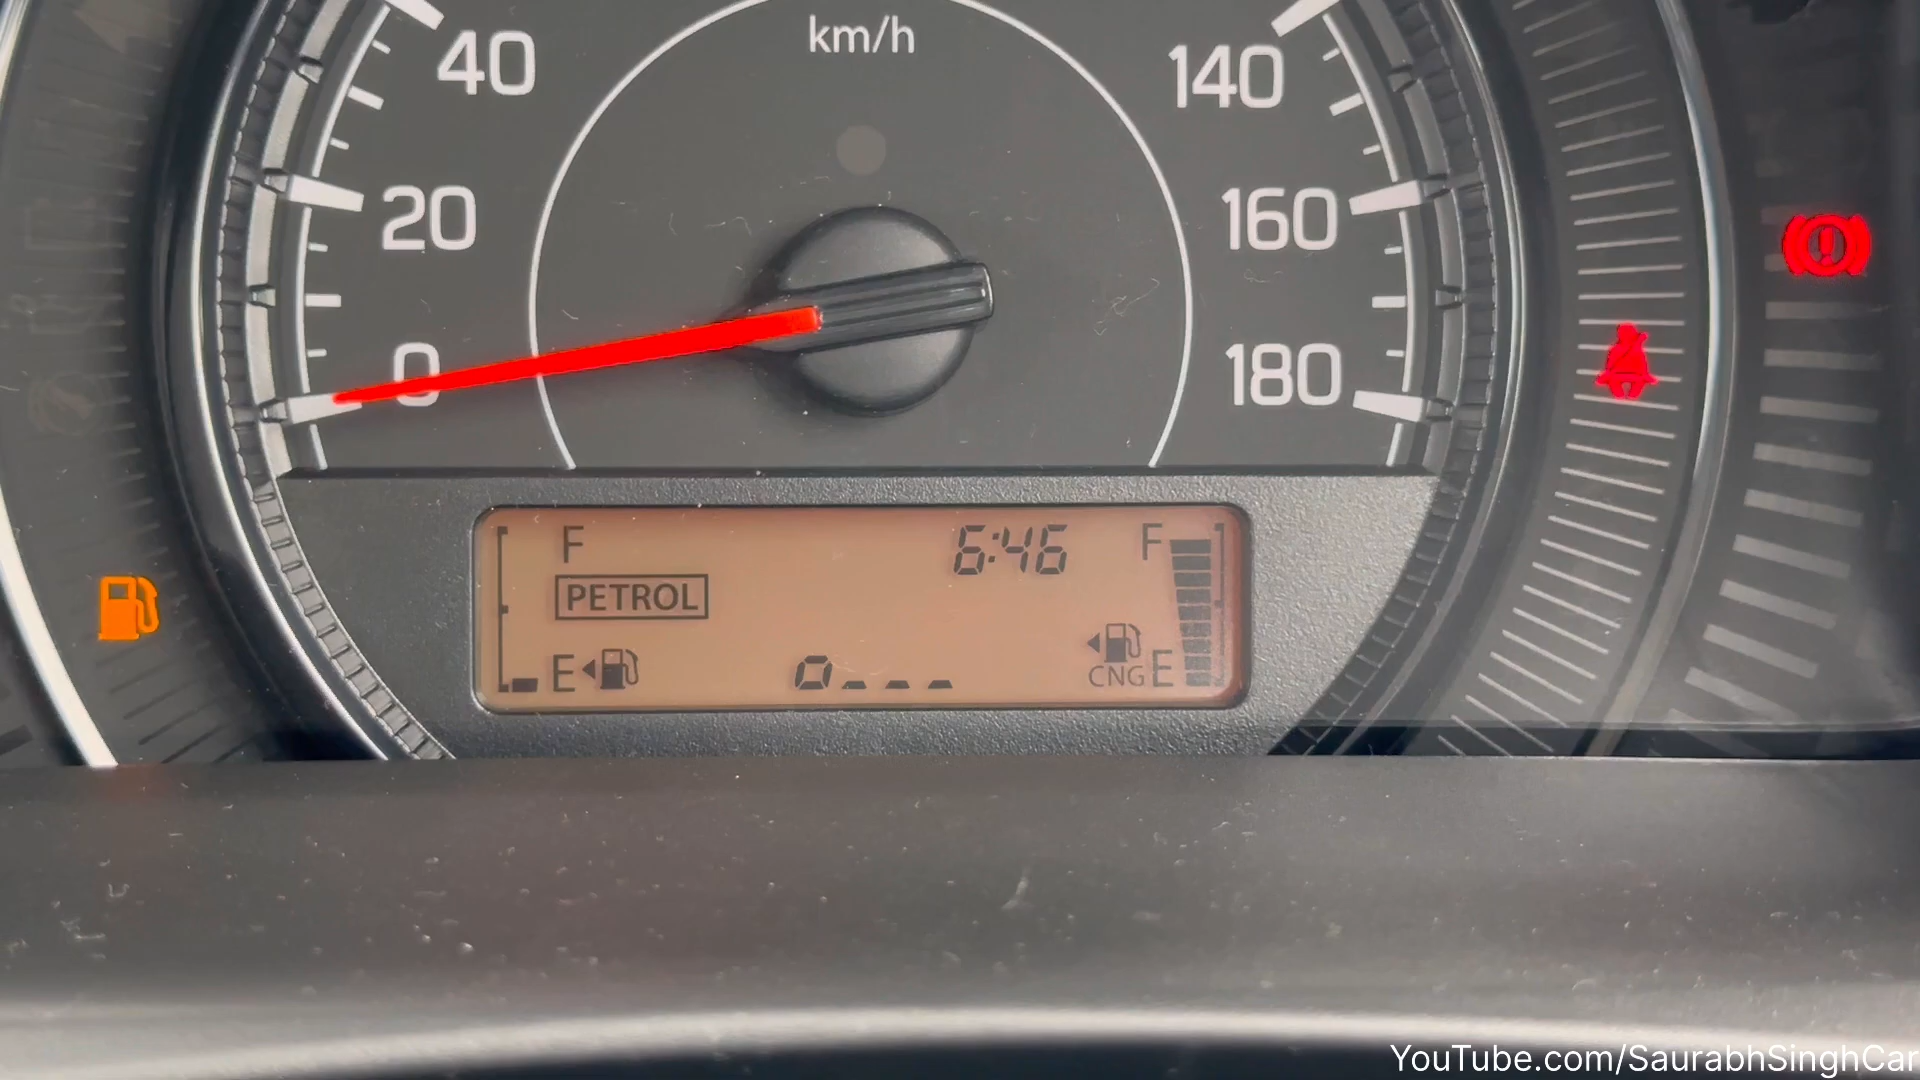 km/h
40
140
20
160
0
180
F
6:46
F
PETROL
E
CNG E
YouTube.com/SaurabhSinghCar